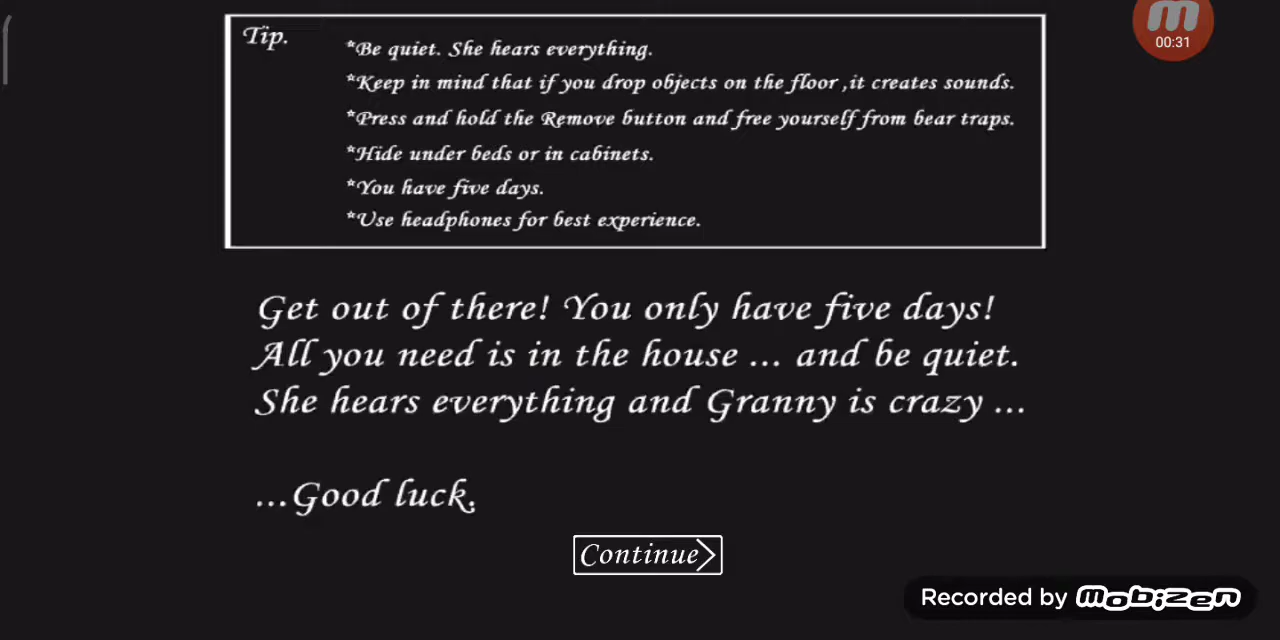 Tip.
*Be quiet. She hears everything.
*Keep in mind that if you drop objects on the floor ,it creates sounds.
*Press and hold the Remove button and free yourself from bear traps.
*Hide under beds or in cabinets.
*You have five days.
*Use headphones for best experience.
Get out of there! You only have five days!
All you need is in the house ... and be quiet.
She hears everything and Granny is crazy ...
...Good luck.
Continue
00:31
Recorded by mobizen